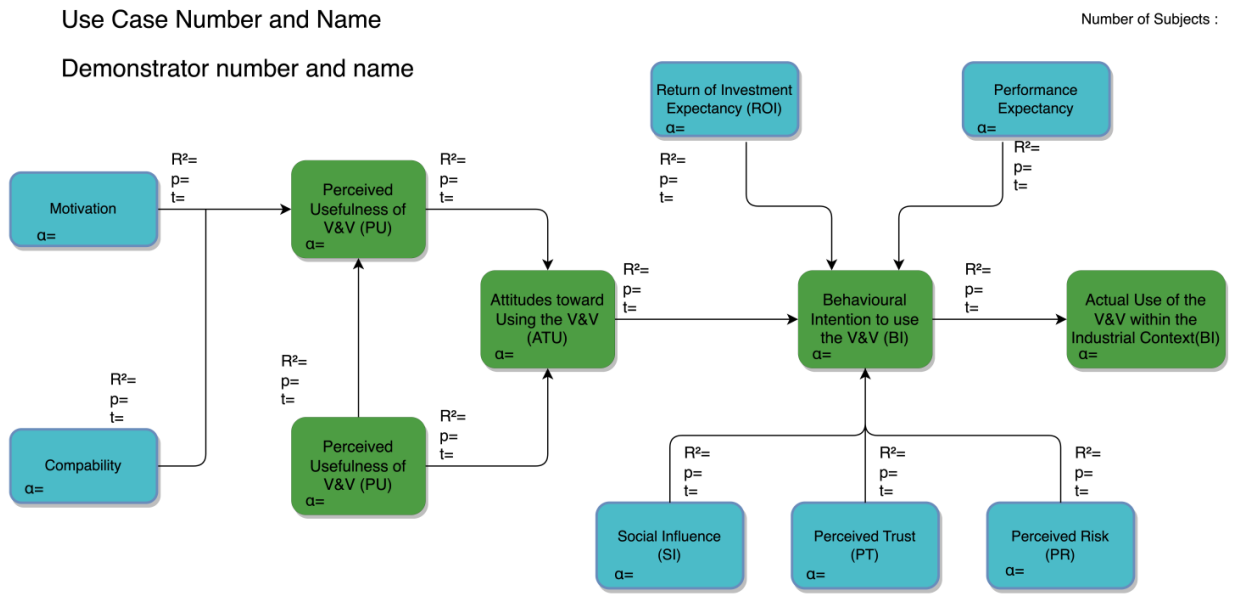 Use Case Number and Name
Number of Subjects :
Demonstrator number and name
Return of Investment
Expectancy (ROI)
α=
Performance
Expectancy
α=
R²=
p=
t=
R²=
p=
t=
R²=
p=
t=
R²=
p=
t=
Motivation
α=
Perceived
Usefulness of
V&V (PU)
α=
R²=
p=
t=
R²=
p=
t=
Attitudes toward
Using the V&V
(ATU)
α=
Behavioural
Intention to use
the V&V (BI)
α=
Actual Use of the
V&V within the
Industrial Context(BI)
α=
R²=
p=
t=
R²=
p=
t=
R²=
p=
t=
Compability
α=
Perceived
Usefulness of
V&V (PU)
α=
R²=
p=
t=
R²=
p=
t=
R²=
p=
t=
Social Influence
(SI)
α=
Perceived Trust
(PT)
α=
Perceived Risk
(PR)
α=